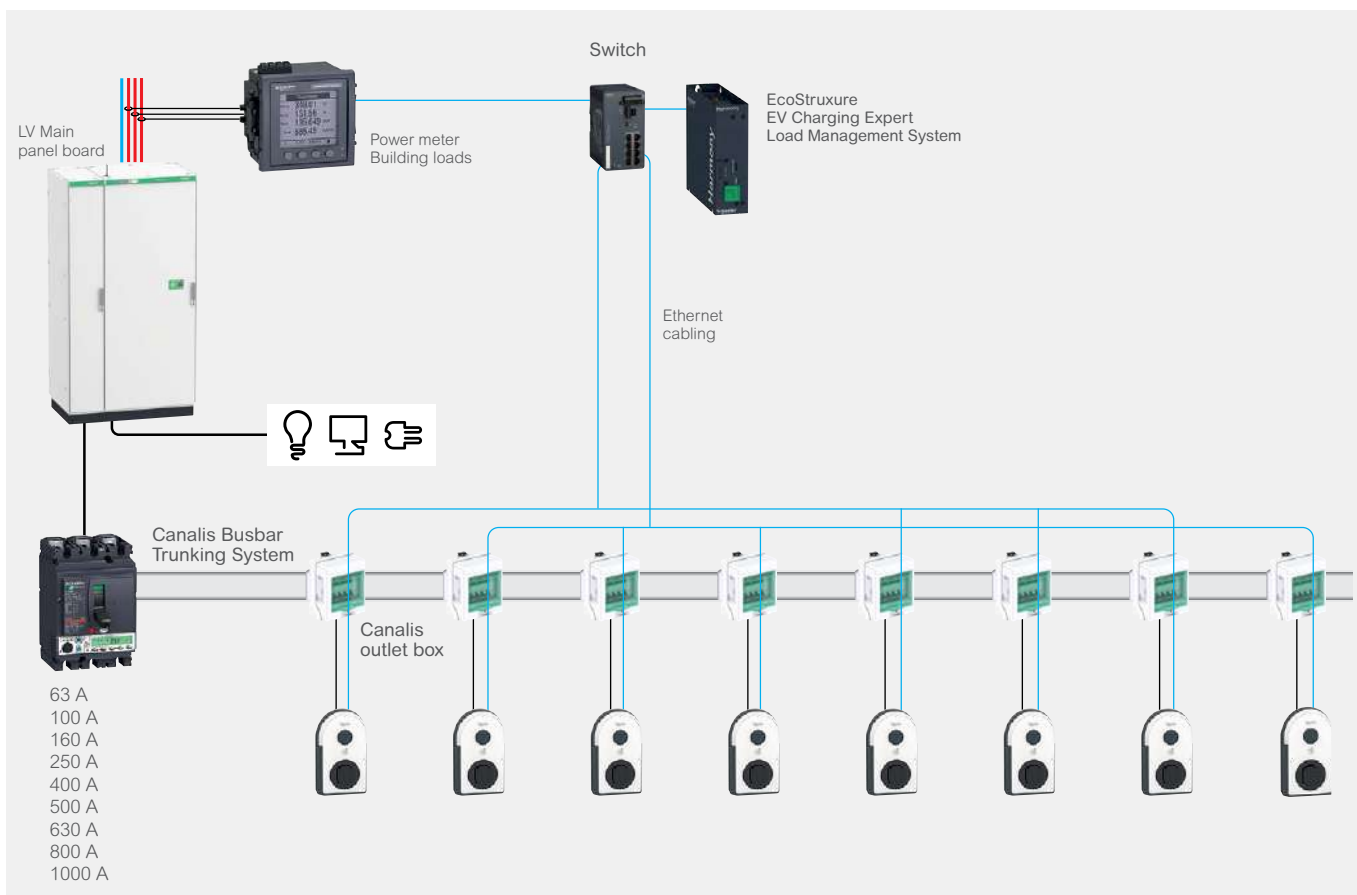 Switch
EcoStruxure
EV Charging Expert
Load Management System
LV Main
panel board
Power meter
Building loads
Harmony
Ethernet
cabling
Canalis Busbar
Trunking System
Canalis
outlet box
63 A
100 A
160 A
250 A
400 A
500 A
630 A
800 A
1000 A